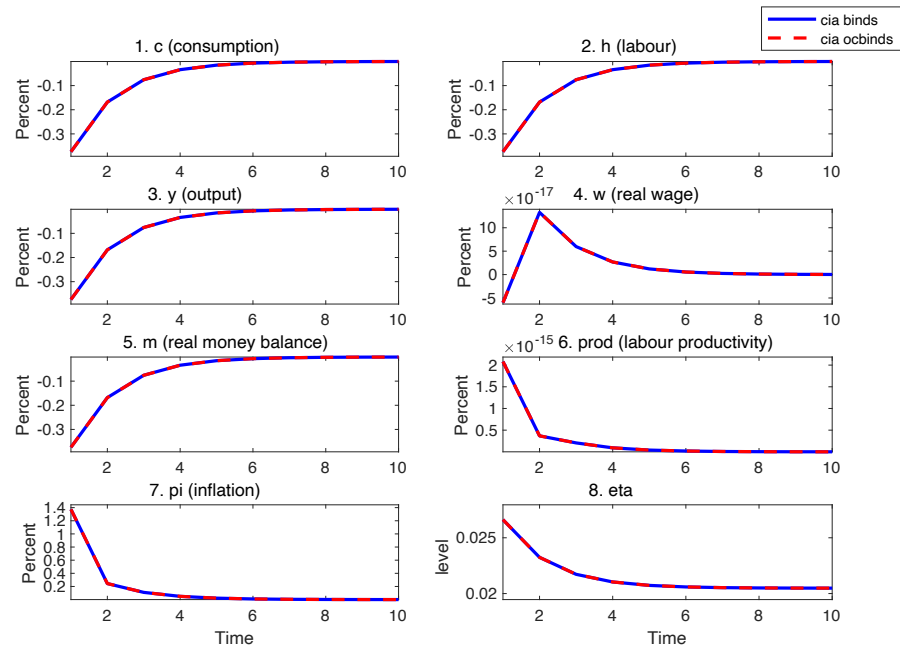 cia binds
cia ocbinds
1. c (consumption)
Percent
-0.1
-0.2
-0.3
2 4 6 8 10
2. h (labour)
Percent
-0.1
-0.2
-0.3
2 4 6 8 10
3. y (output)
Percent
-0.1
-0.2
-0.3
2 4 6 8 10
×10⁻¹⁷
4. w (real wage)
Percent
10
5
0
-5
2 4 6 8 10
5. m (real money balance)
Percent
-0.1
-0.2
-0.3
2 4 6 8 10
×10⁻¹⁵
6. prod (labour productivity)
Percent
2
1.5
1
0.5
2 4 6 8 10
7. pi (inflation)
Percent
1.4
1.2
1
0.8
0.6
0.4
0.2
2 4 6 8 10
Time
8. eta
level
0.025
0.02
2 4 6 8 10
Time